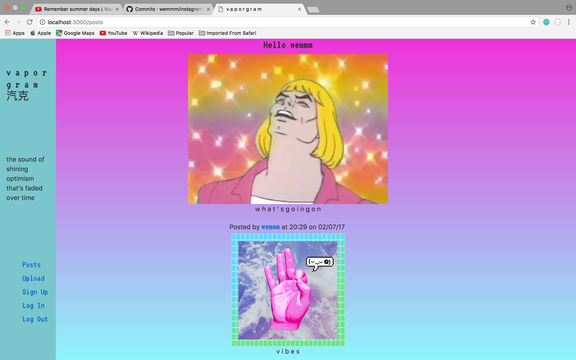 Remember summer days ( Va
Commits · wemmm/instagram
v a p o r g r a m
localhost:3000/posts
Apps
Apple
Google Maps
YouTube
Wikipedia
Popular
Imported From Safari
v a p o r
g r a m
汽克
the sound of
shining
optimism
that's faded
over time
Posts
Upload
Sign Up
Log In
Log Out
Hello wemmm
w h a t ' s g o i n g o n
Posted by wemmm at 20:29 on 02/07/17
v i b e s